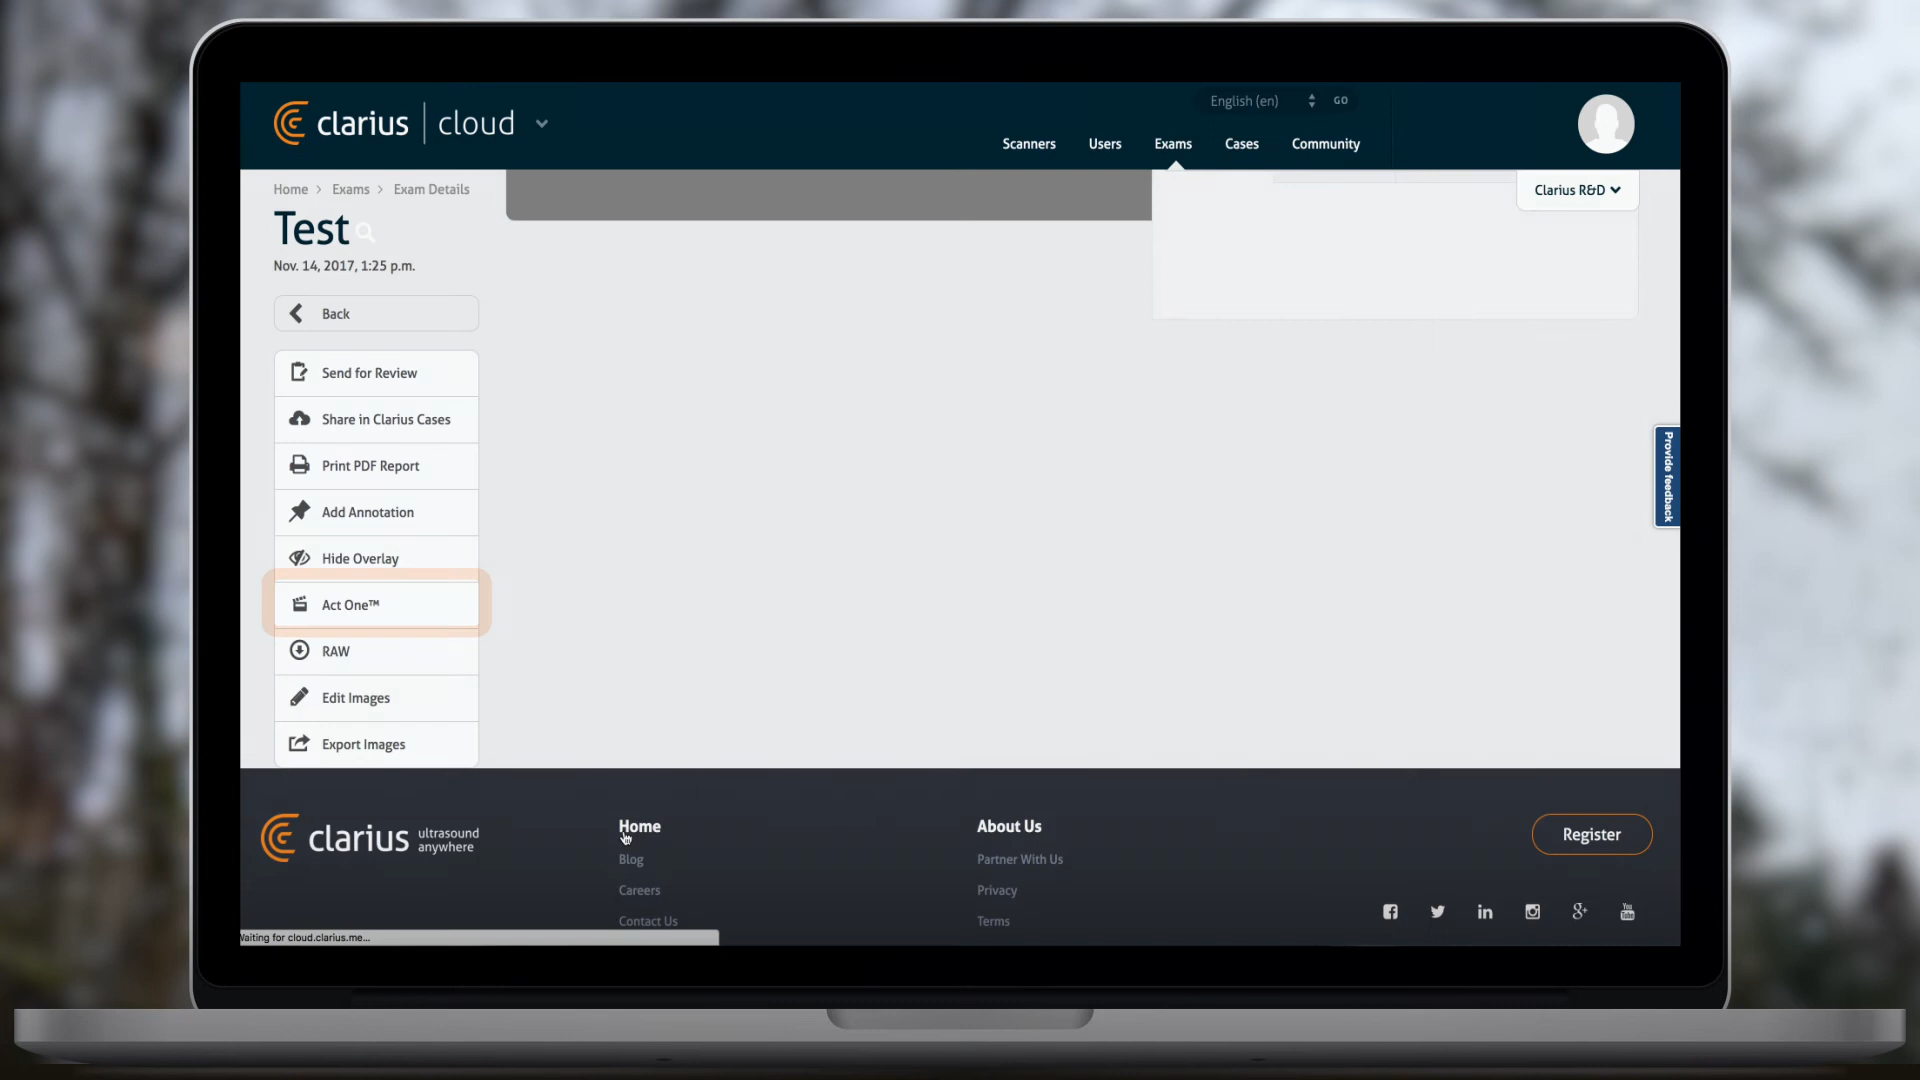 clarius | cloud
English (en) GO
Scanners Users Exams Cases Community
Home > Exams > Exam Details
Clarius R&D
Test
Nov. 14, 2017, 1:25 p.m.
Back
Send for Review
Share in Clarius Cases
Print PDF Report
Add Annotation
Hide Overlay
Act One™
RAW
Edit Images
Export Images
Provide feedback
clarius ultrasound anywhere
Home
Blog
Careers
Contact Us
About Us
Partner With Us
Privacy
Terms
Register
You Tube
Waiting for cloud.clarius.me...